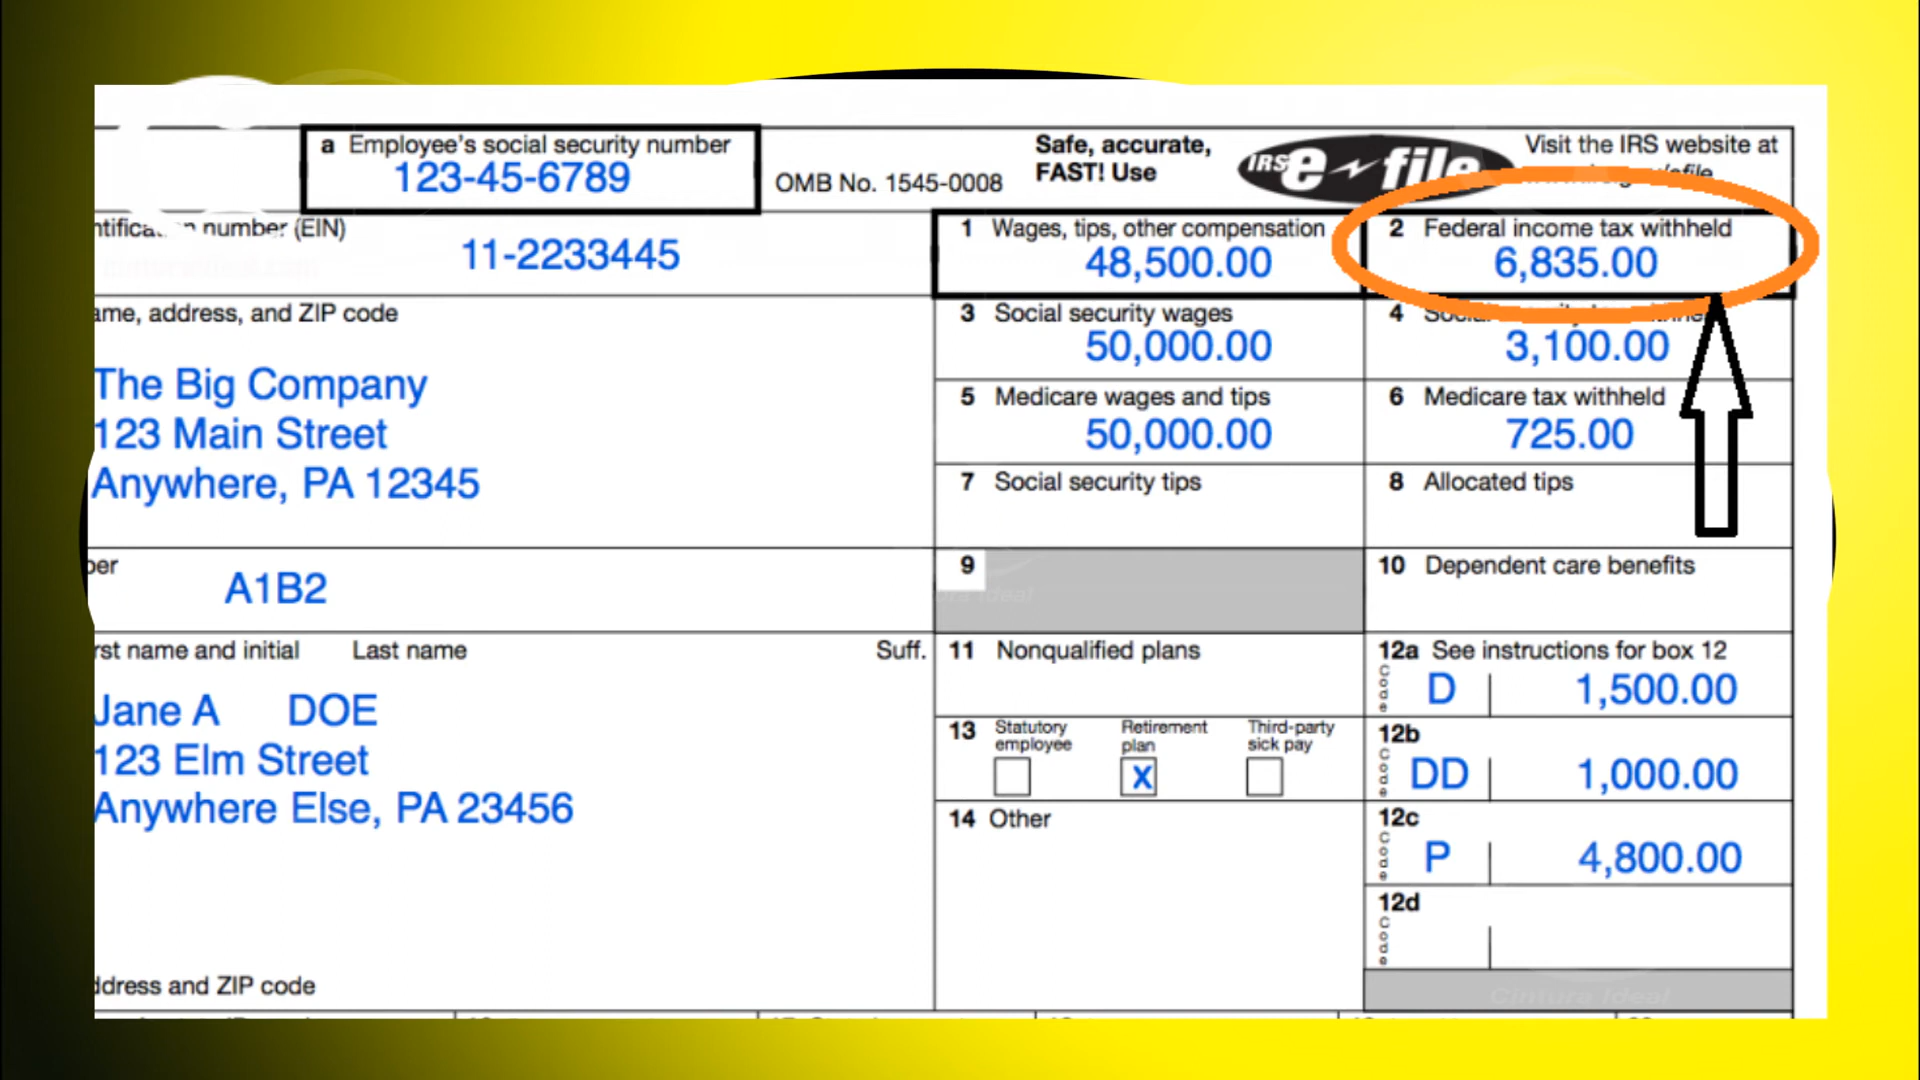 a Employee's social security number
123-45-6789
OMB No. 1545-0008
Safe, accurate,
FAST! Use
IRS e file
Visit the IRS website at
number (EIN)
11-2233445
1 Wages, tips, other compensation
48,500.00
2 Federal income tax withheld
6,835.00
ame, address, and ZIP code
The Big Company
123 Main Street
Anywhere, PA 12345
3 Social security wages
50,000.00
4
3,100.00
5 Medicare wages and tips
50,000.00
6 Medicare tax withheld
725.00
7 Social security tips
8 Allocated tips
ber
A1B2
9
10 Dependent care benefits
rst name and initial Last name Suff.
Jane A DOE
123 Elm Street
Anywhere Else, PA 23456
11 Nonqualified plans
12a See instructions for box 12
Code D 1,500.00
13 Statutory employee Retirement plan Third-party sick pay
X
12b
Code DD 1,000.00
14 Other
12c
Code P 4,800.00
12d
Code
ddress and ZIP code
Cintura Ideal